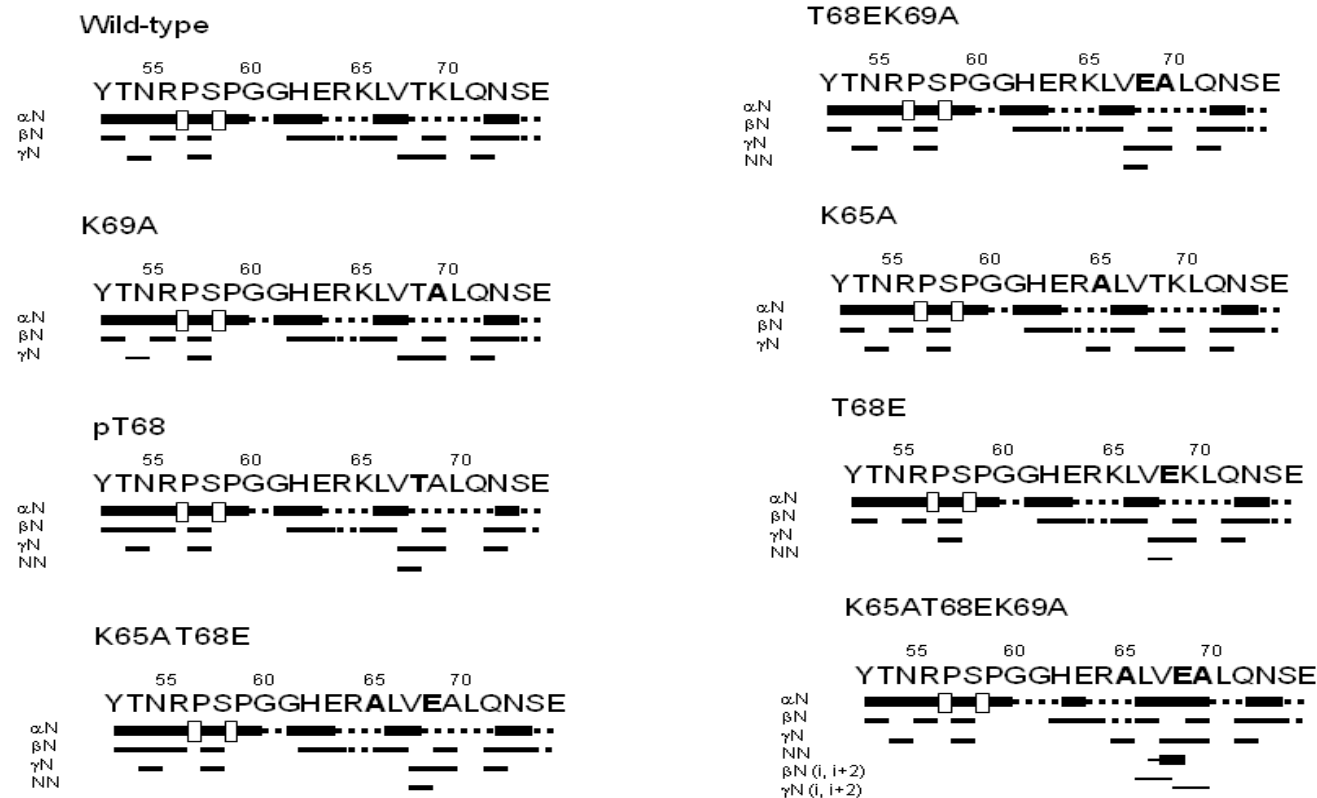 Wild-type
55 60 65 70
YTNRPSPGGHERKLVTKLQNSE
αN
βN
γN
K69A
55 60 65 70
YTNRPSPGGHERKLVTALQNSE
αN
βN
γN
pT68
55 60 65 70
YTNRPSPGGHERKLVTALQNSE
αN
βN
γN
NN
K65AT68E
55 60 65 70
YTNRPSPGGHERALVEALQNSE
αN
βN
γN
NN
T68EK69A
55 60 65 70
YTNRPSPGGHERKLVEALQNSE
αN
βN
γN
NN
K65A
55 60 65 70
YTNRPSPGGHERALVTKLQNSE
αN
βN
γN
T68E
55 60 65 70
YTNRPSPGGHERKLVEKLQNSE
αN
βN
γN
NN
K65AT68EK69A
55 60 65 70
YTNRPSPGGHERALVEALQNSE
αN
βN
γN
NN
βN (i, i+2)
γN (i, i+2)